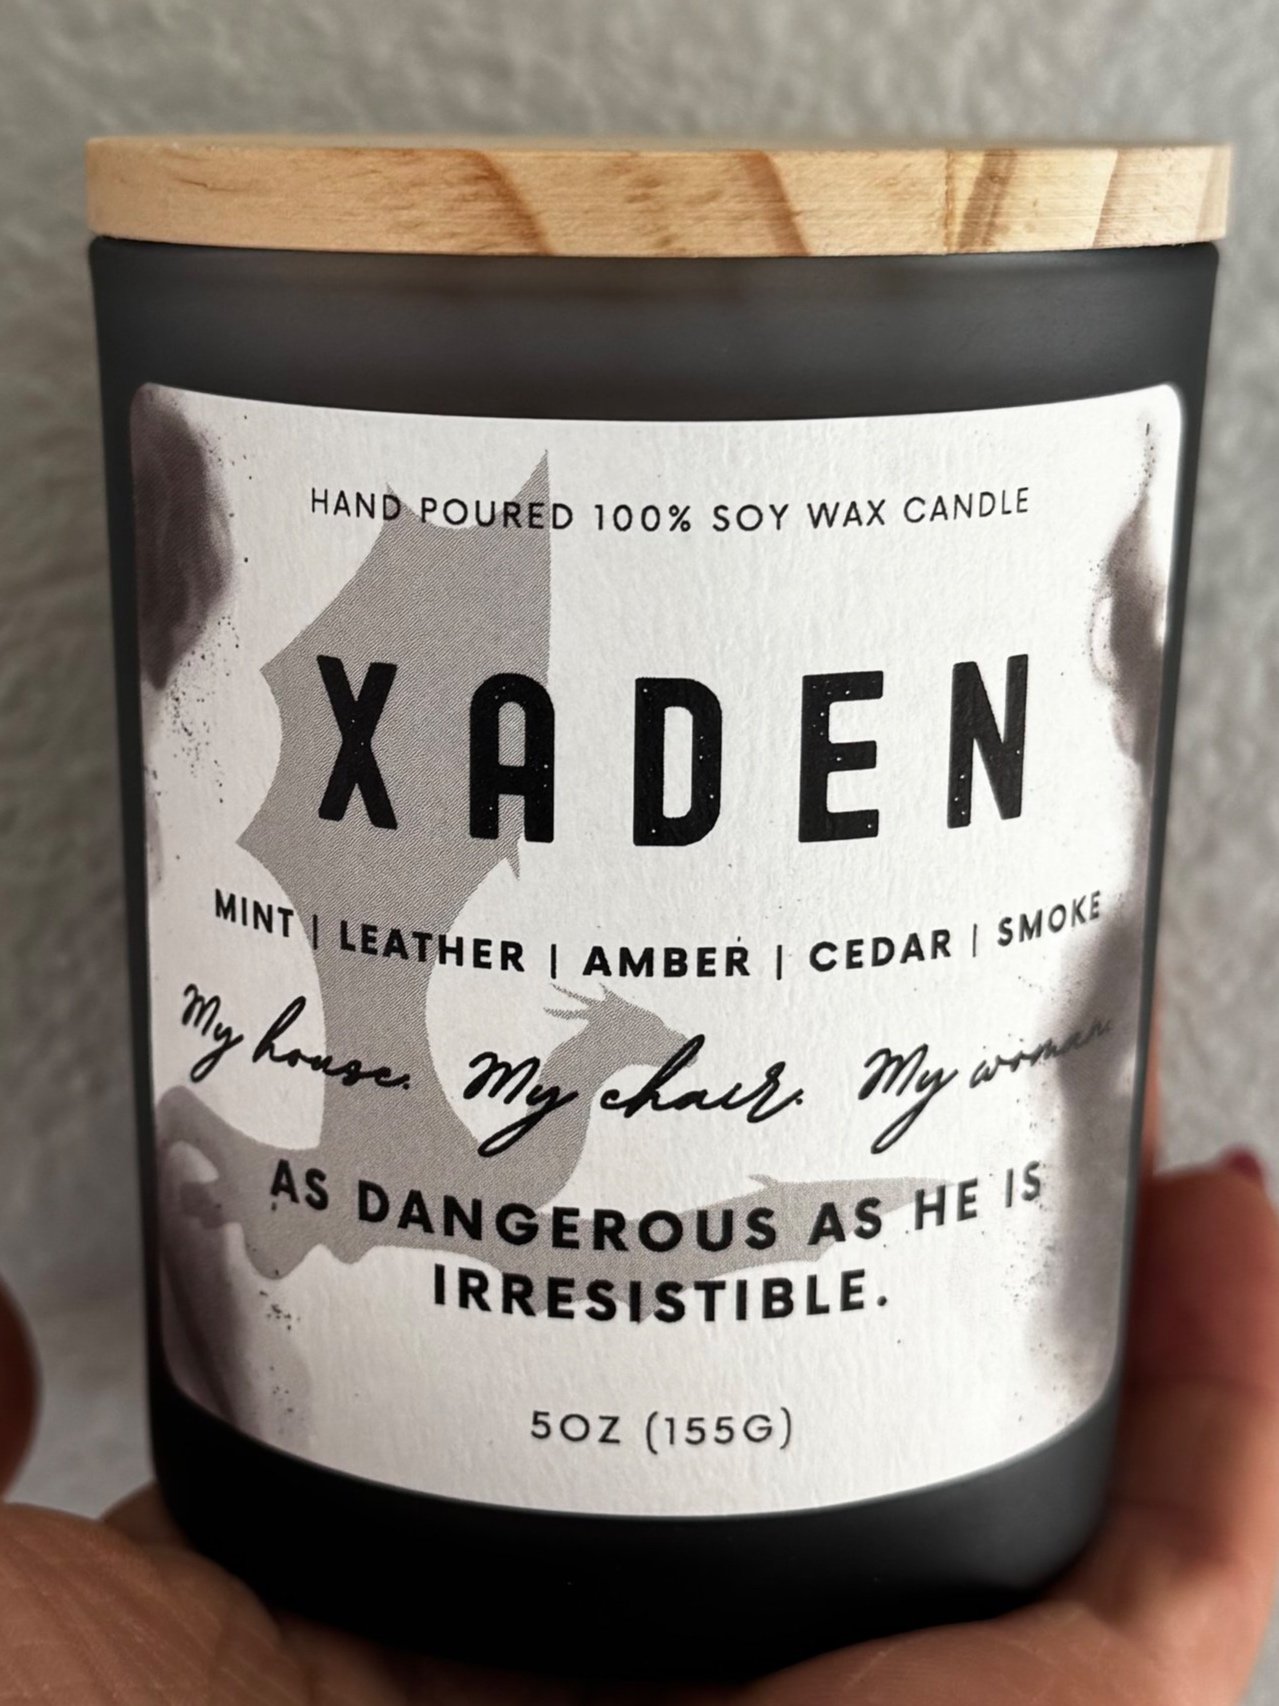 HAND POURED 100% SOY WAX CANDLE
XADEN
MINT | LEATHER | AMBER | CEDAR | SMOKE
My house. My chair. My woman.
AS DANGEROUS AS HE IS
IRRESISTIBLE.
5OZ (155G)